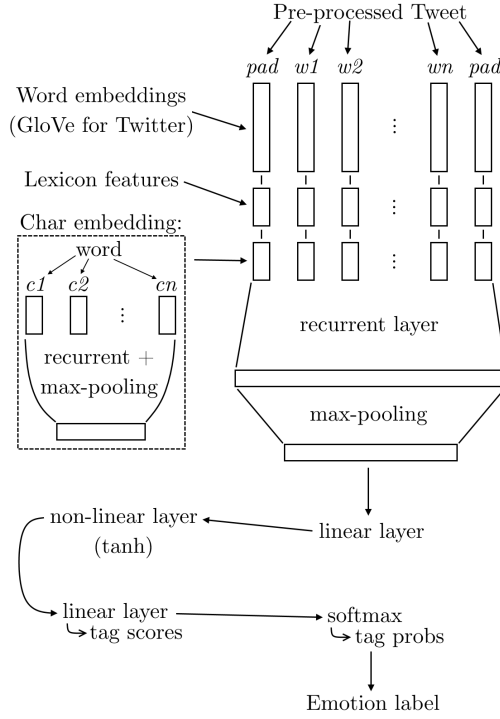 Pre-processed Tweet
pad w1 w2 wn pad
Word embeddings
(GloVe for Twitter)
⋮
Lexicon features
⋮
Char embedding:
word
⋮
c1 c2 ⋮ cn
recurrent layer
recurrent +
max-pooling
max-pooling
non-linear layer
(tanh)
linear layer
linear layer
tag scores
softmax
tag probs
Emotion label